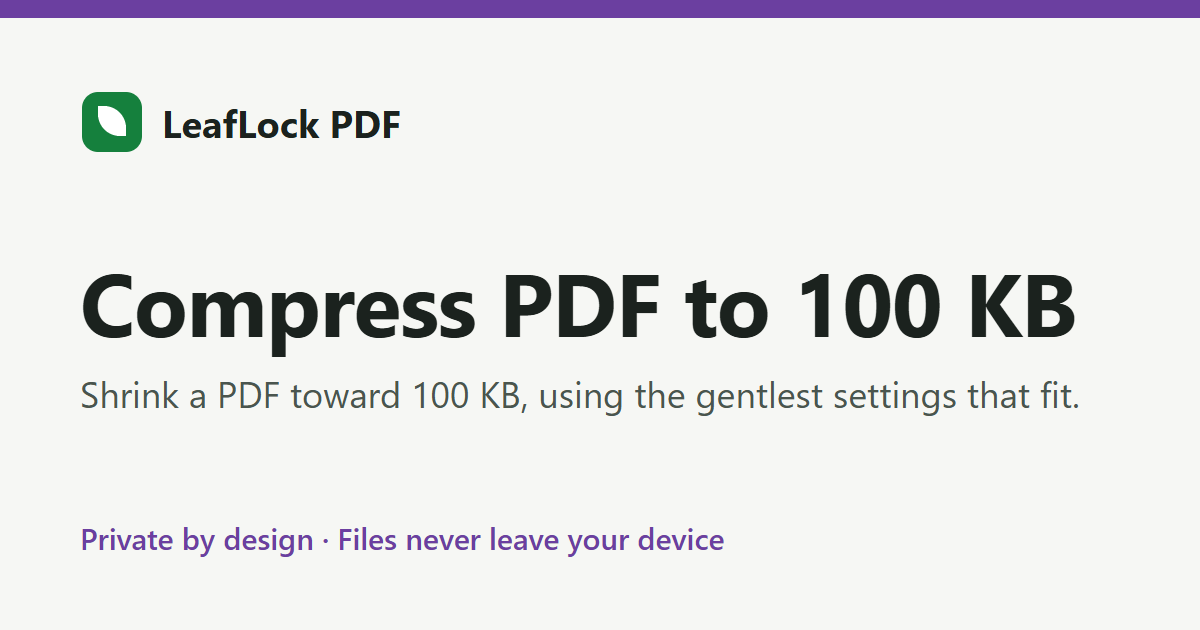 LeafLock PDF
Compress PDF to 100 KB
Shrink a PDF toward 100 KB, using the gentlest settings that fit.
Private by design · Files never leave your device